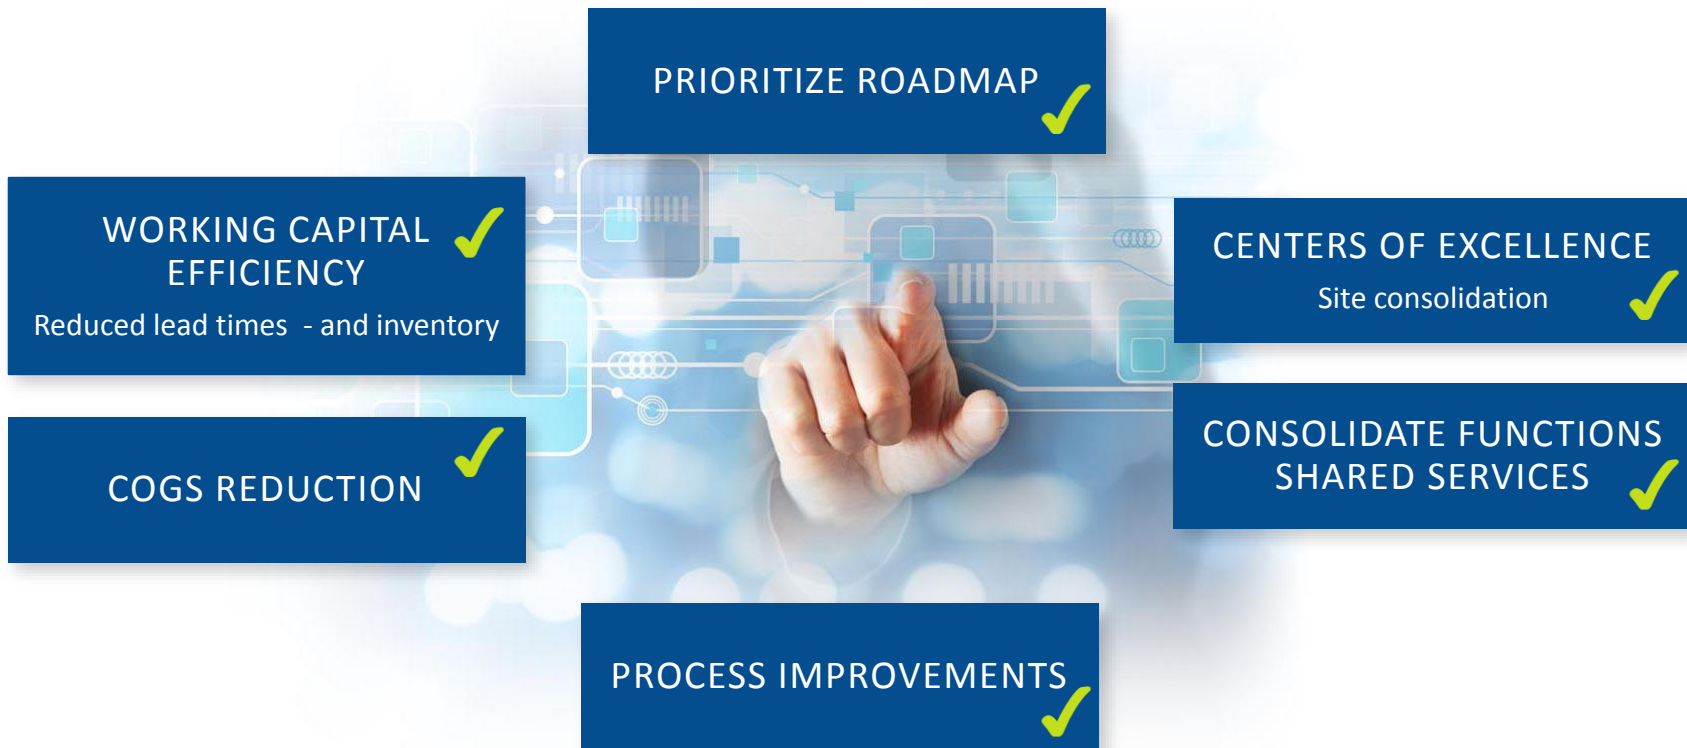 PRIORITIZE ROADMAP
WORKING CAPITAL
EFFICIENCY
Reduced lead times  - and inventory
CENTERS OF EXCELLENCE
Site consolidation
COGS REDUCTION
CONSOLIDATE FUNCTIONS
SHARED SERVICES
PROCESS IMPROVEMENTS